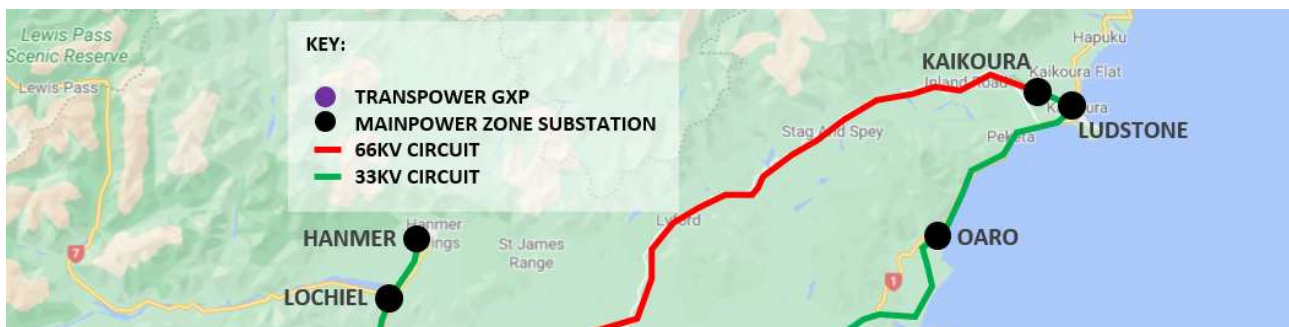 Lewis Pass
Scenic Reserve
Lewis Pass
7
KEY:
TRANSPOWER GXP
MAINPOWER ZONE SUBSTATION
66KV CIRCUIT
33KV CIRCUIT
Hapuku
KAIKOURA
Inland Road
Kaikoura Flat
LUDSTONE
Stag And Spey
Peketa
Lyford
HANMER
Hanmer
St James
Range
OARO
1
LOCHIEL